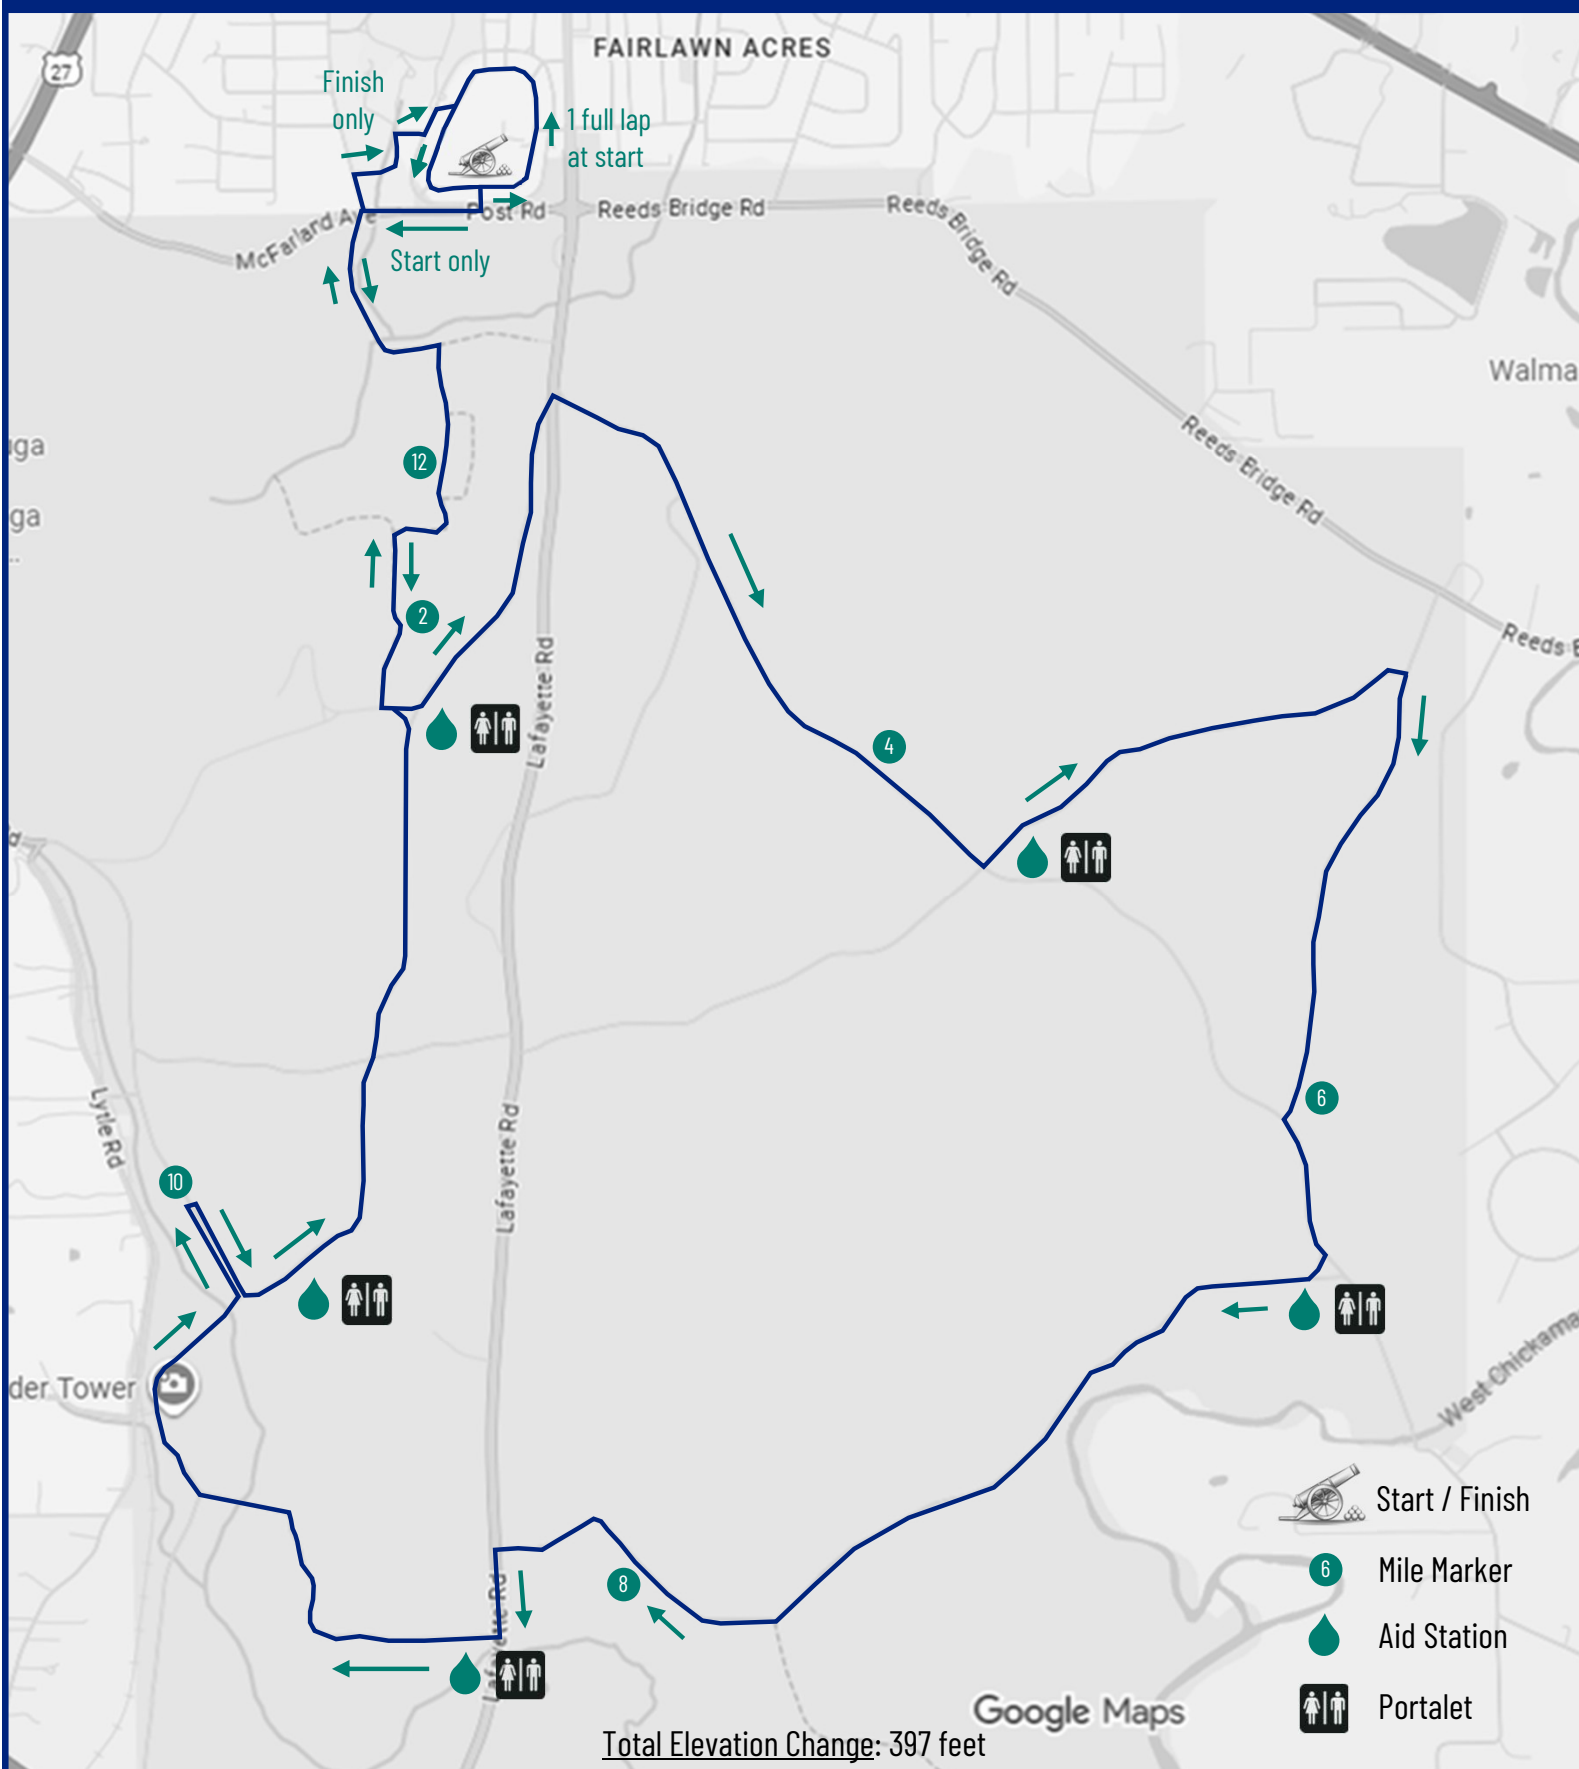 FAIRLAWN ACRES
27
Finish
only
1 full lap
at start
McFarland Ave
Post Rd
Reeds Bridge Rd
Reeds Bridge Rd
Start only
Walma
Reeds Bridge Rd
uga
12
ga
2
Reeds B
Lafayette Rd
4
Lytle Rd
6
Lafayette Rd
10
der Tower
West Chickama
Start / Finish
8
6 Mile Marker
Lafayette Rd
Aid Station
Google Maps
Portalet
Total Elevation Change: 397 feet